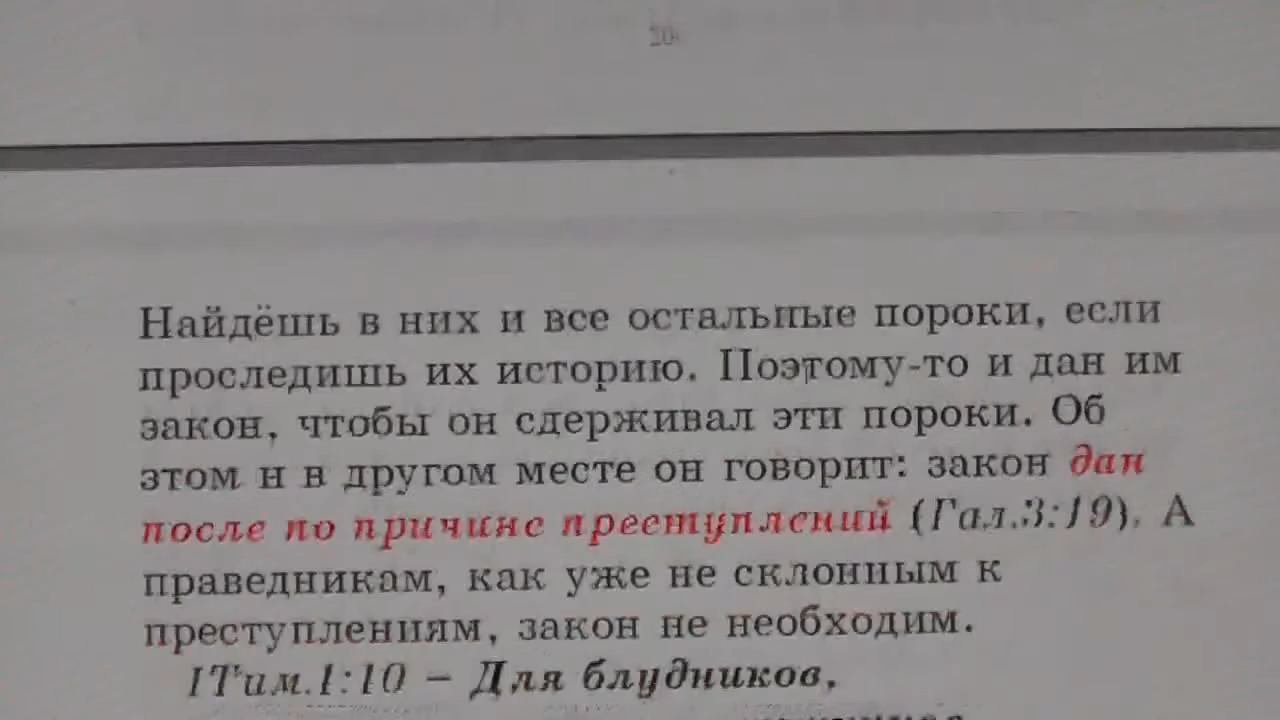 20
Найдёшь в них и все остальные пороки, если
проследишь их историю. Поэтому-то и дан им
закон, чтобы он сдерживал эти пороки. Об
этом и в другом месте он говорит: закон дан
после по причине преступлений (Гал.3:19). А
праведникам, как уже не склонным к
преступлениям, закон не необходим.
1Тим.1:10 – Для блудников,